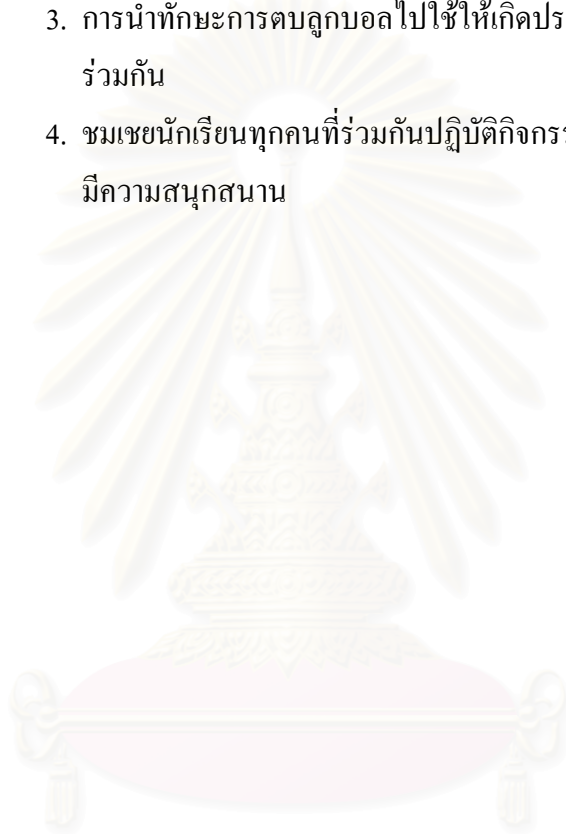 3. การนำทักษะการตบลูกบอลไปใช้ให้เกิดประ
ร่วมกัน
4. ชมเชยนักเรียนทุกคนที่ร่วมกันปฏิบัติกิจกรร
มีความสนุกสนาน